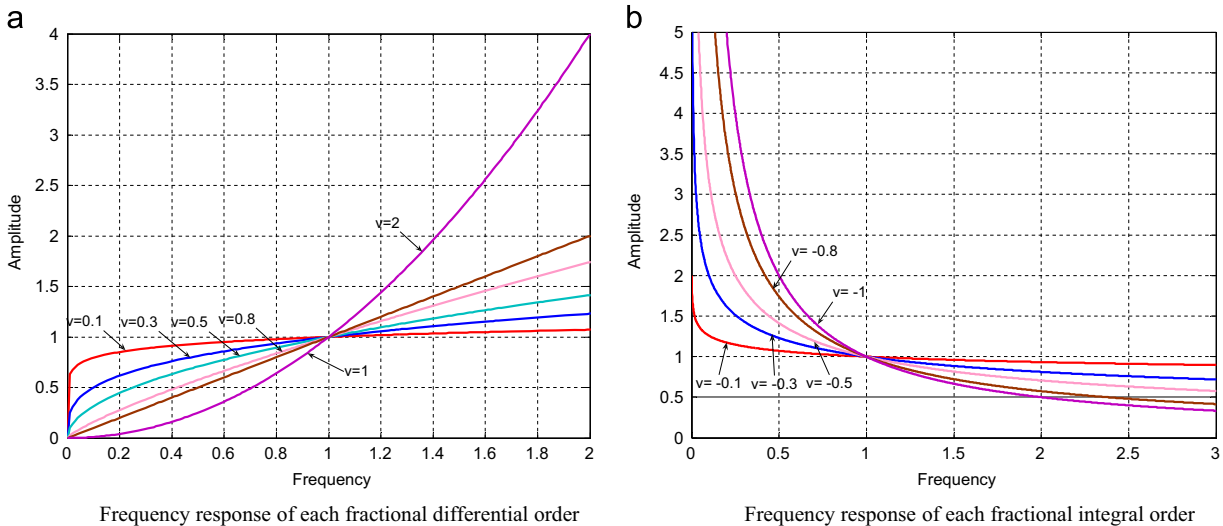 a
4
3.5
3
2.5
2
1.5
1
0.5
0
Amplitude
v=2
v=0.1
v=0.3
v=0.5
v=0.8
v=1
0 0.2 0.4 0.6 0.8 1.0 1.2 1.4 1.6 1.8 2
Frequency
Frequency response of each fractional differential order
b
5
4.5
4
3.5
3
2.5
2
1.5
1
0.5
0
Amplitude
v= -0.8
v= -1
v= -0.1
v= -0.3
v= -0.5
0 0.5 1.0 1.5 2.0 2.5 3
Frequency
Frequency response of each fractional integral order